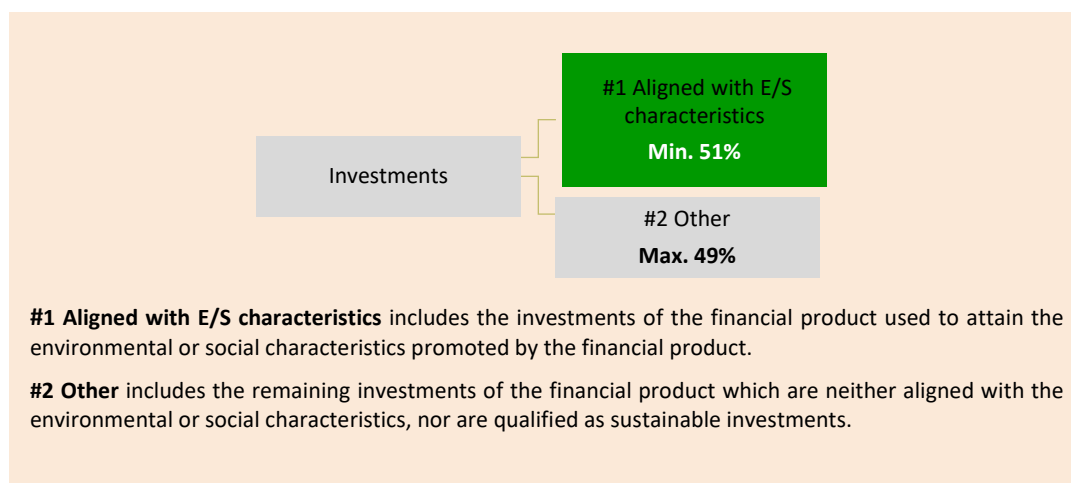 #1 Aligned with E/S
characteristics
Min. 51%
Investments
#2 Other
Max. 49%
#1 Aligned with E/S characteristics includes the investments of the financial product used to attain the
environmental or social characteristics promoted by the financial product.
#2 Other includes the remaining investments of the financial product which are neither aligned with the
environmental or social characteristics, nor are qualified as sustainable investments.